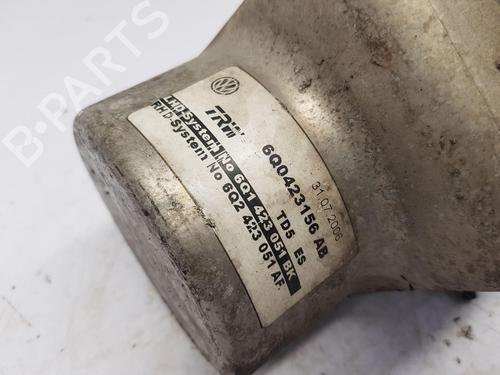 B-PARTS
TRW
6Q0423156 AB
31.07.2006
TD5 ES
LHD-System No 6Q1 423 051 BK
RHD-System No 6Q2 423 051 AF